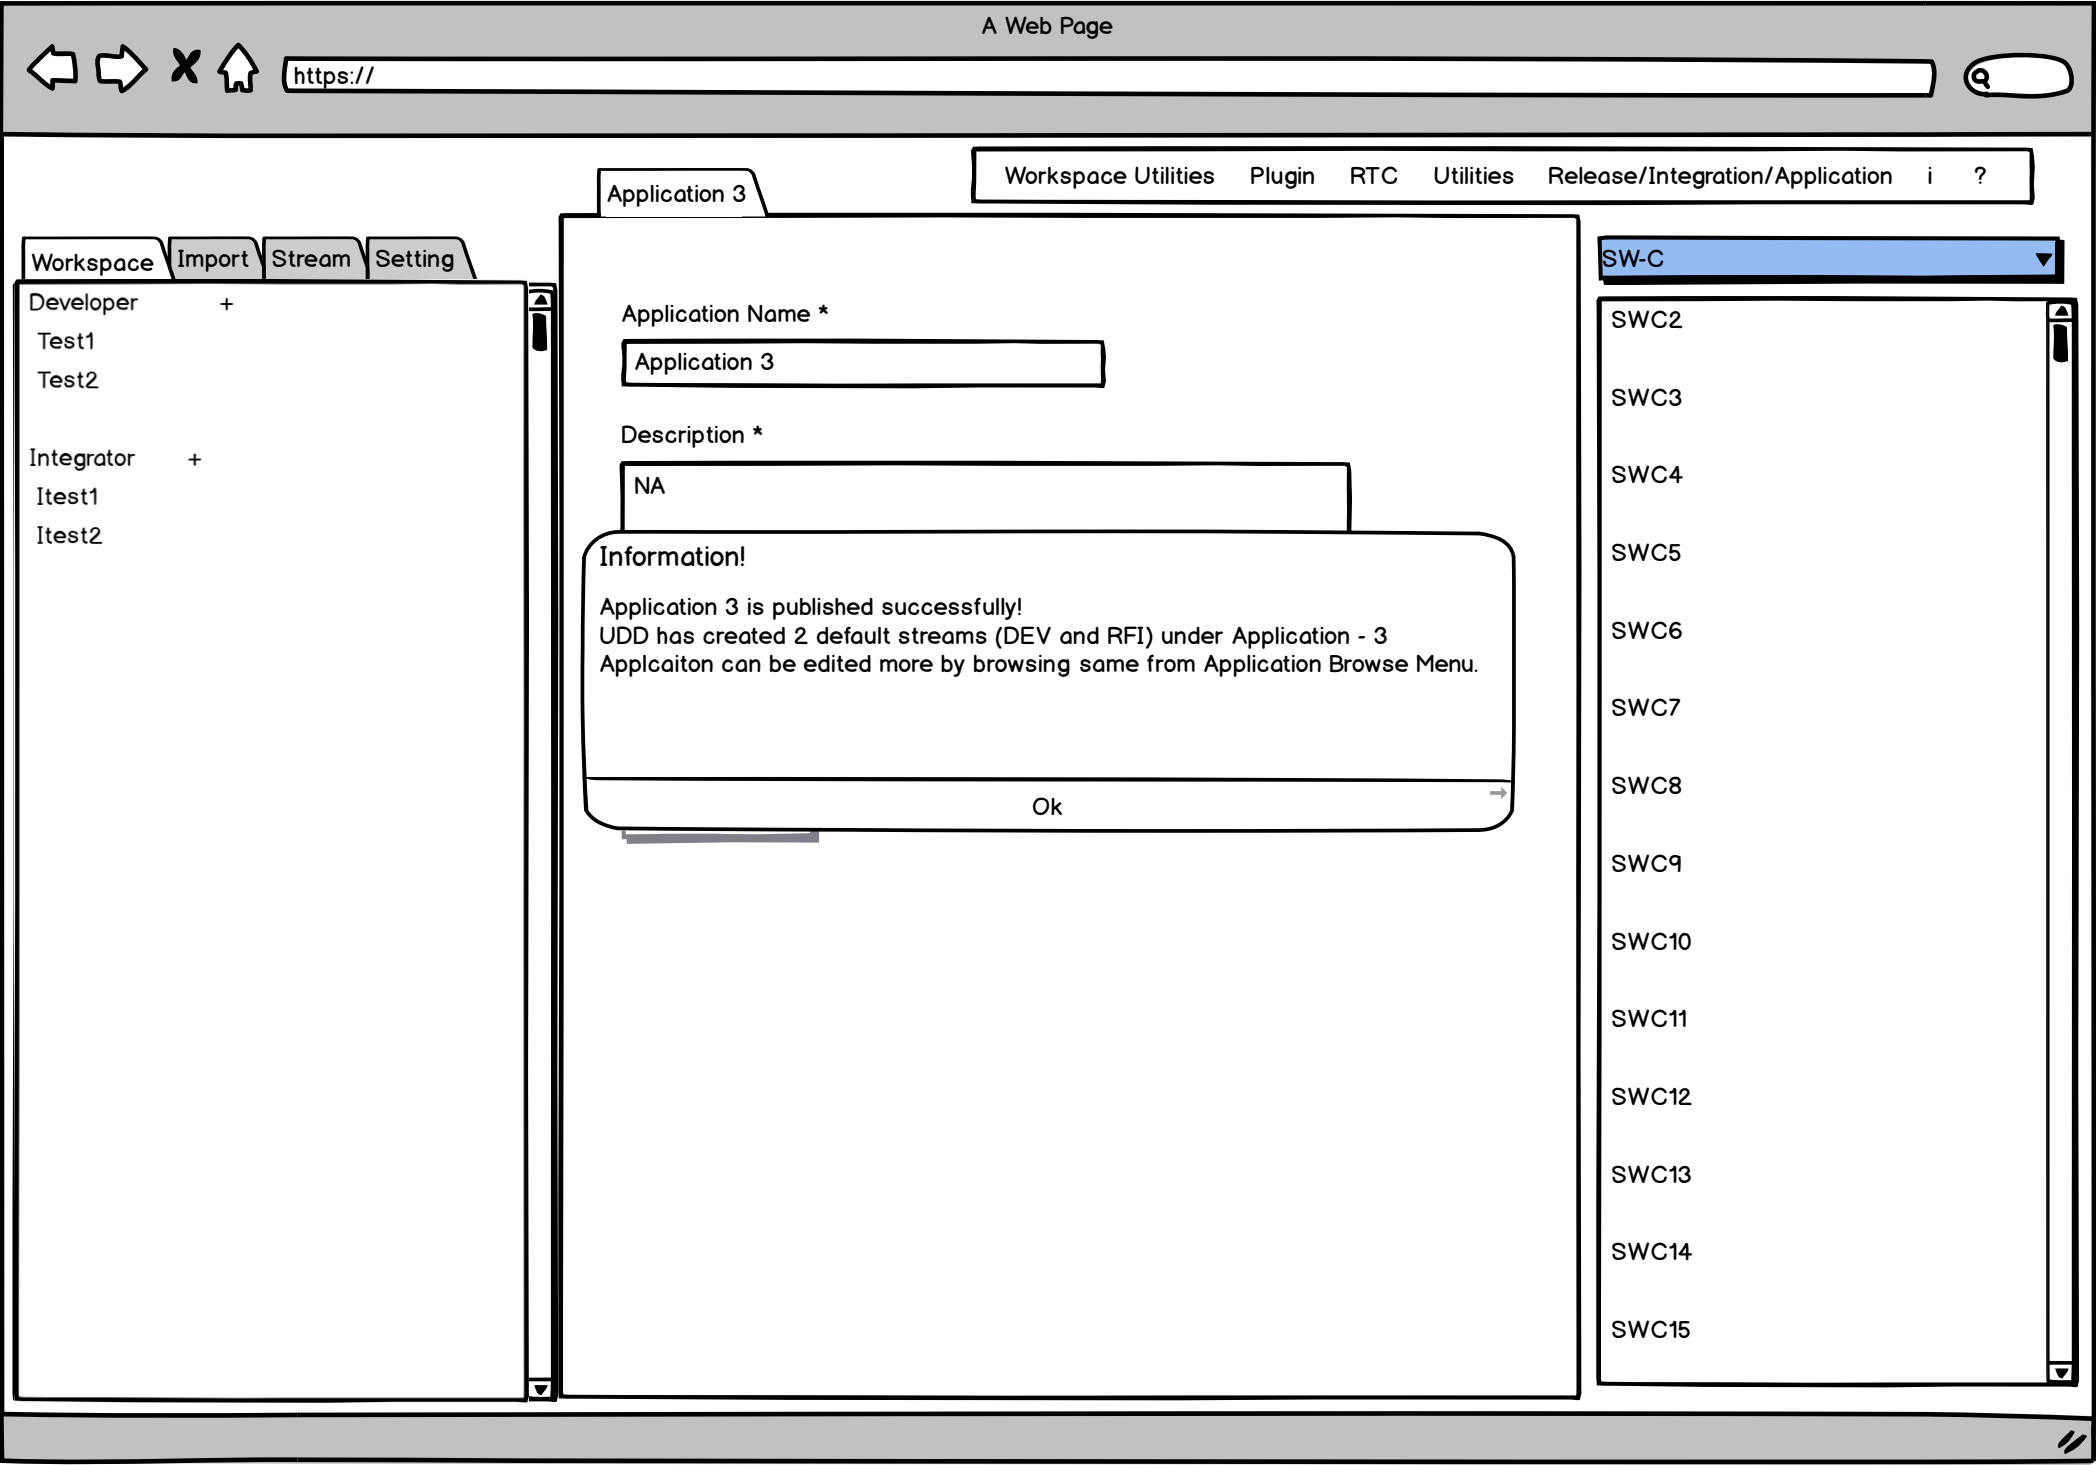 A Web Page
https://
Workspace Utilities Plugin RTC Utilities Release/Integration/Application i ?
Application 3
Workspace Import Stream Setting
Developer +
Test1
Test2
Integrator +
Itest1
Itest2
Application Name *
Application 3
Description *
NA
Information!
Application 3 is published successfully!
UDD has created 2 default streams (DEV and RFI) under Application - 3
Applcaiton can be edited more by browsing same from Application Browse Menu.
Ok
SW-C
SWC2
SWC3
SWC4
SWC5
SWC6
SWC7
SWC8
SWC9
SWC10
SWC11
SWC12
SWC13
SWC14
SWC15